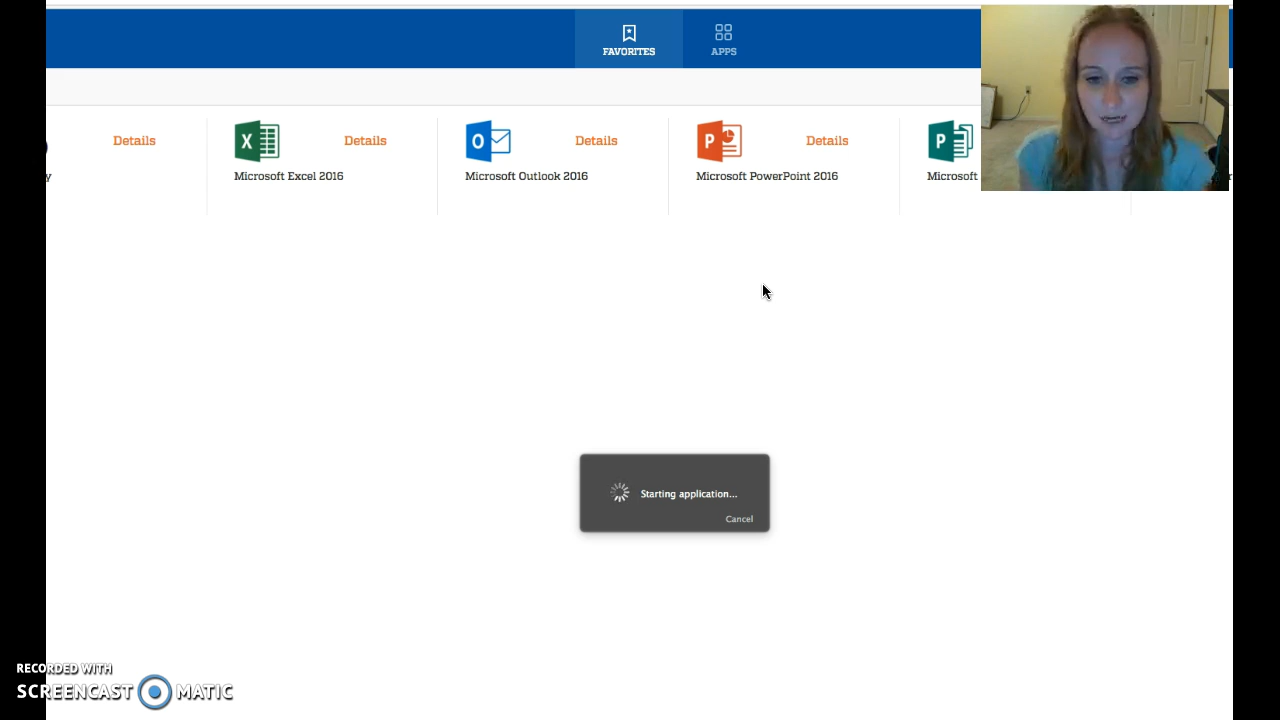 FAVORITES
APPS
Details
Details
Details
Details
y
Microsoft Excel 2016
Microsoft Outlook 2016
Microsoft PowerPoint 2016
Microsoft
Starting application...
Cancel
RECORDED WITH
SCREENCAST MATIC